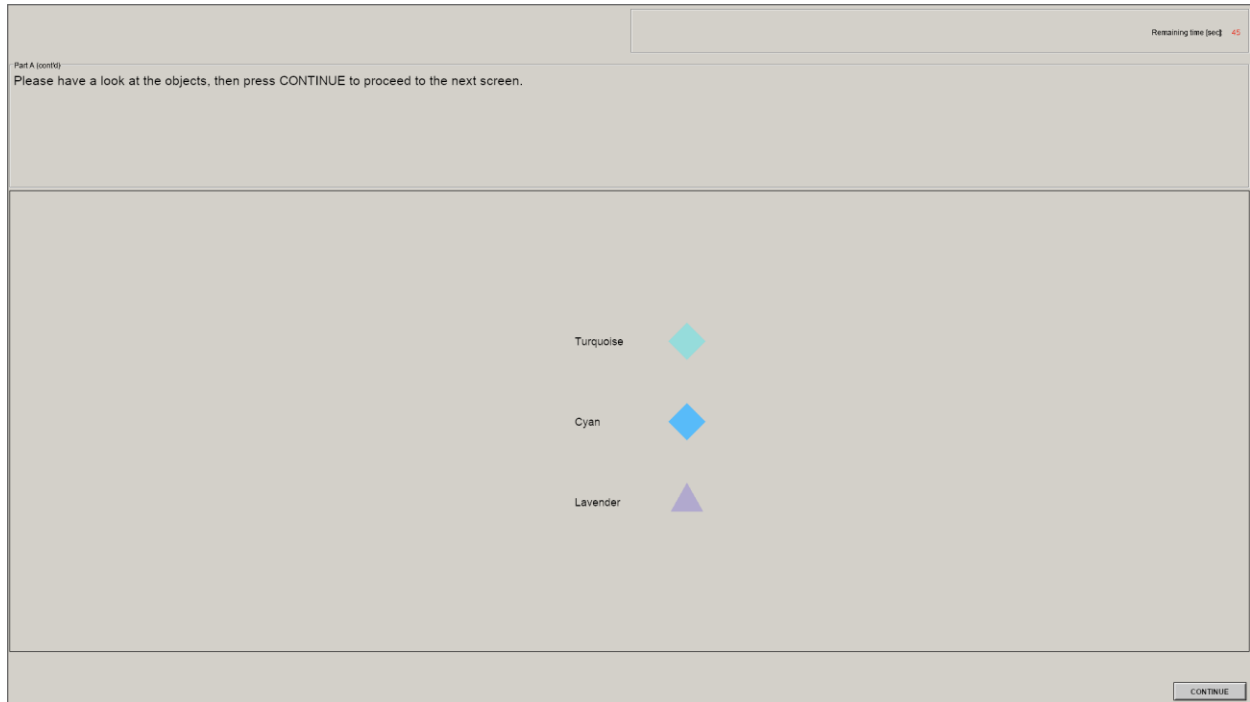 Remaining time [sec]: 45
Part A (cont'd)
Please have a look at the objects, then press CONTINUE to proceed to the next screen.
Turquoise
Cyan
Lavender
CONTINUE